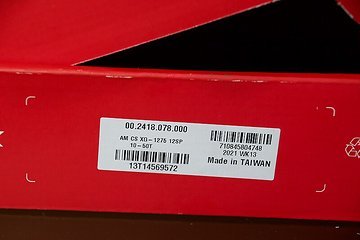 00.2418.078.000
AM CS XG-1275 12SP
10-50T
13T14569572
710845804748
2021 WK13
Made in TAIWAN